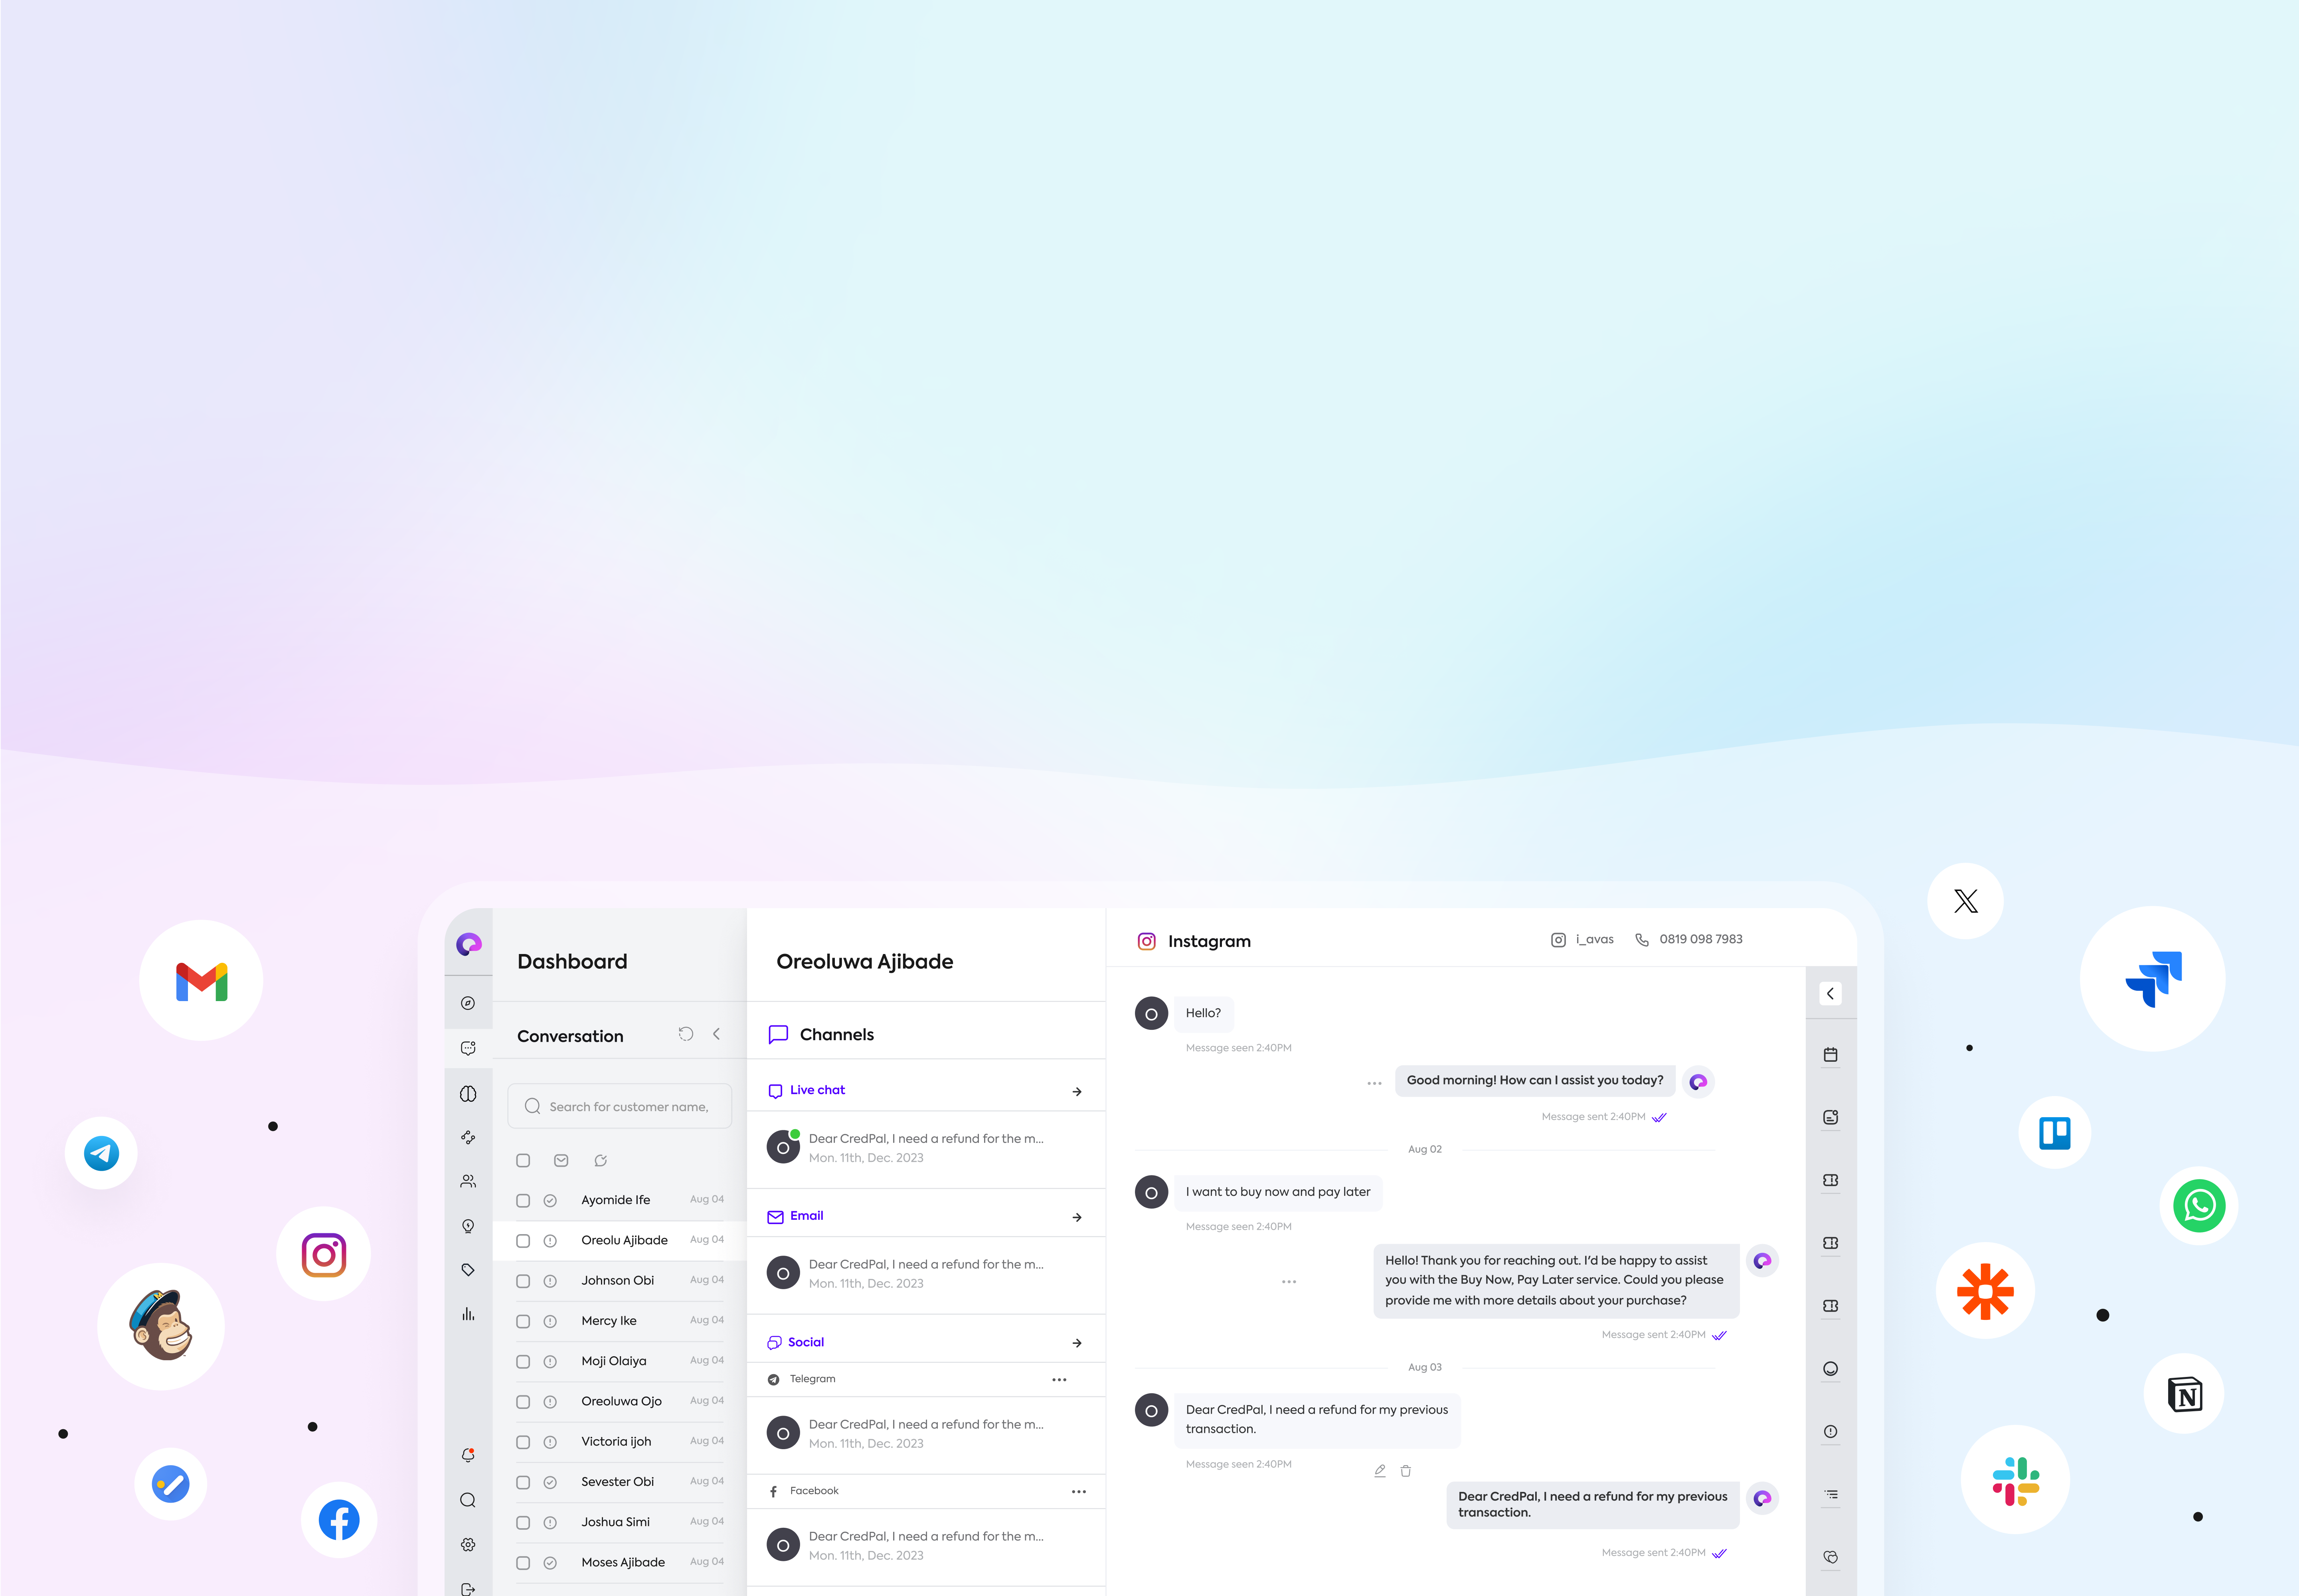 Dashboard
Conversation
Search for customer name,
Ayomide Ife Aug 04
Oreolu Ajibade Aug 04
Johnson Obi Aug 04
Mercy Ike Aug 04
Moji Olaiya Aug 04
Oreoluwa Ojo Aug 04
Victoria ijoh Aug 04
Sevester Obi Aug 04
Joshua Simi Aug 04
Moses Ajibade Aug 04
Oreoluwa Ajibade
Channels
Live chat
O
Dear CredPal, I need a refund for the m...
Mon. 11th, Dec. 2023
Email
O
Dear CredPal, I need a refund for the m...
Mon. 11th, Dec. 2023
Social
Telegram
O
Dear CredPal, I need a refund for the m...
Mon. 11th, Dec. 2023
Facebook
O
Dear CredPal, I need a refund for the m...
Mon. 11th, Dec. 2023
Instagram i_avas 0819 098 7983
O
Hello?
Message seen 2:40PM
Good morning! How can I assist you today?
Message sent 2:40PM
Aug 02
O
I want to buy now and pay later
Message seen 2:40PM
Hello! Thank you for reaching out. I'd be happy to assist
you with the Buy Now, Pay Later service. Could you please
provide me with more details about your purchase?
Message sent 2:40PM
Aug 03
O
Dear CredPal, I need a refund for my previous
transaction.
Message seen 2:40PM
Dear CredPal, I need a refund for my previous
transaction.
Message sent 2:40PM
N